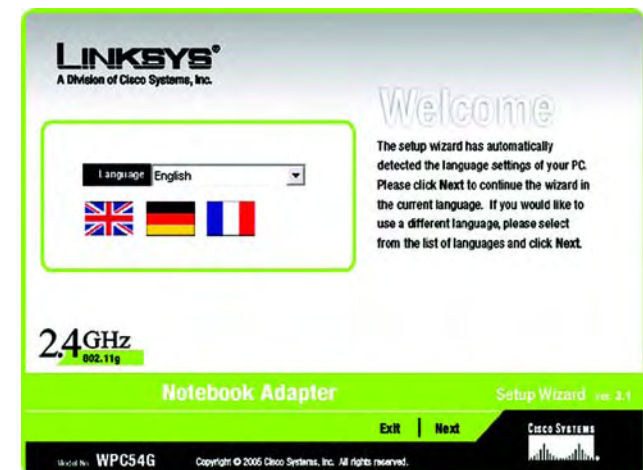 LINKSYS®
A Division of Cisco Systems, Inc.
Welcome
The setup wizard has automatically
detected the language settings of your PC.
Please click Next to continue the wizard in
the current language. If you would like to
use a different language, please select
from the list of languages and click Next.
Language English
2.4GHz
802.11g
Notebook Adapter
Setup Wizard ver. 3.1
Exit | Next
CISCO SYSTEMS
Model No. WPC54G Copyright © 2005 Cisco Systems, Inc. All rights reserved.